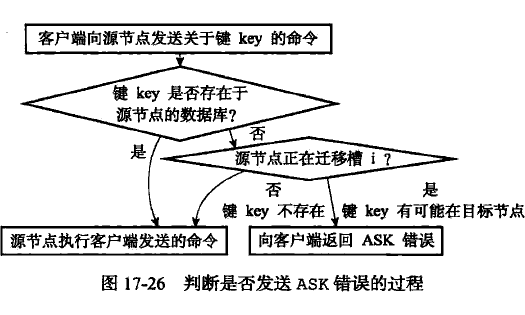 客户端向源节点发送关于键 key 的命令
键 key 是否存在于
源节点的数据库?
否
是
源节点正在迁移槽 i ?
否
是
键 key 不存在
键 key 有可能在目标节点
源节点执行客户端发送的命令
向客户端返回 ASK 错误
图 17-26 判断是否发送 ASK 错误的过程